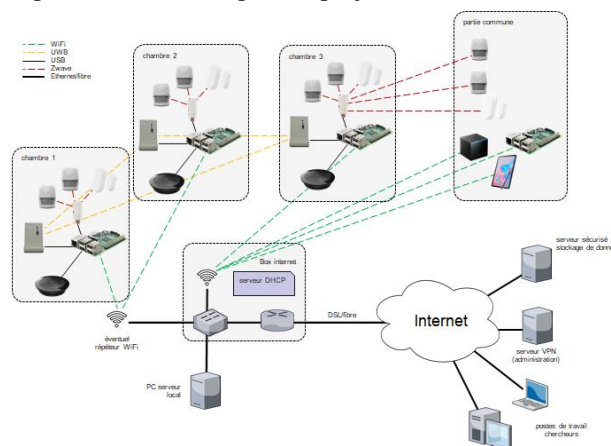 WiFi
UWB
USB
Zwave
Ethernet/fibre
chambre 1
chambre 2
chambre 3
partie commune
Box internet
serveur DHCP
éventuel
répéteur WiFi
DSL/fibre
Internet
PC serveur
local
serveur sécurisé
stockage de donn
serveur VPN
(administration)
postes de travail
chercheurs